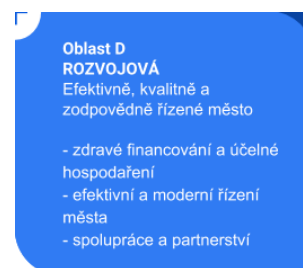 Oblast D
ROZVOJOVÁ
Efektivně, kvalitně a
zodpovědně řízené město
- zdravé financování a účelné
hospodaření
- efektivní a moderní řízení
města
- spolupráce a partnerství